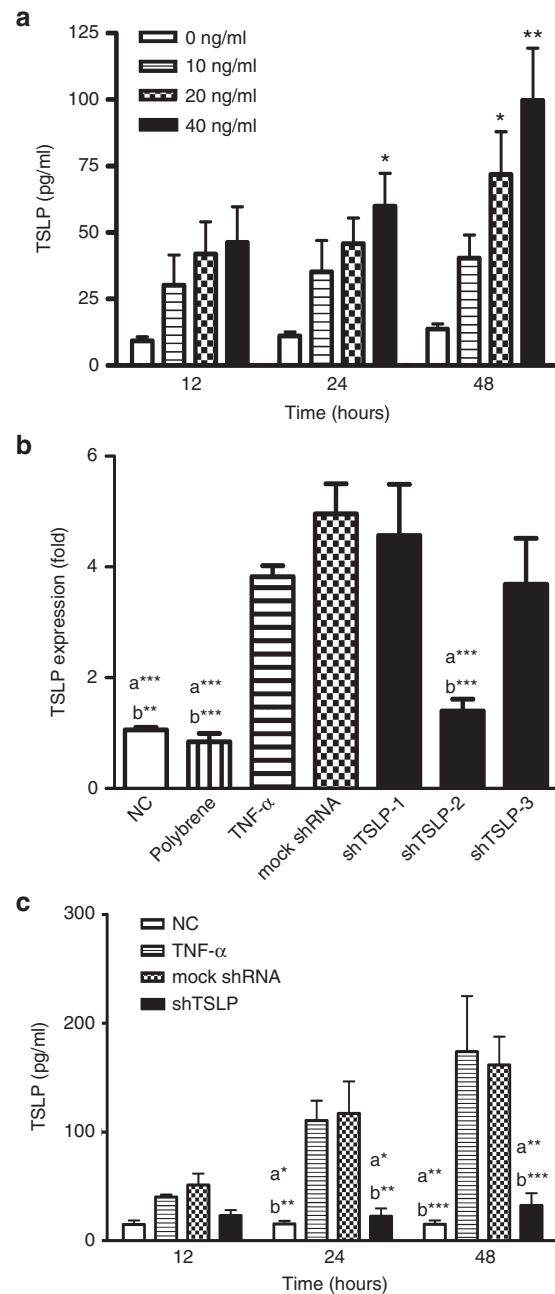 a
125
100
75
50
25
0
TSLP (pg/ml)
0 ng/ml
10 ng/ml
20 ng/ml
40 ng/ml
*
*
**
12 24 48
Time (hours)
b
6
4
2
0
TSLP expression (fold)
a***
b**
a***
b***
a***
b***
NC
Polybrene
TNF-α
mock shRNA
shTSLP-1
shTSLP-2
shTSLP-3
c
300
200
100
0
TSLP (pg/ml)
NC
TNF-α
mock shRNA
shTSLP
a*
b**
a*
b**
a**
b***
a**
b***
12 24 48
Time (hours)